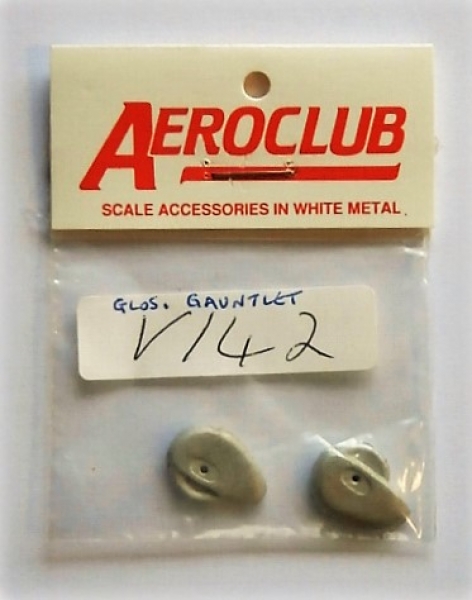 AEROCLUB
SCALE ACCESSORIES IN WHITE METAL.
GLOS. GAUNTLET
V142